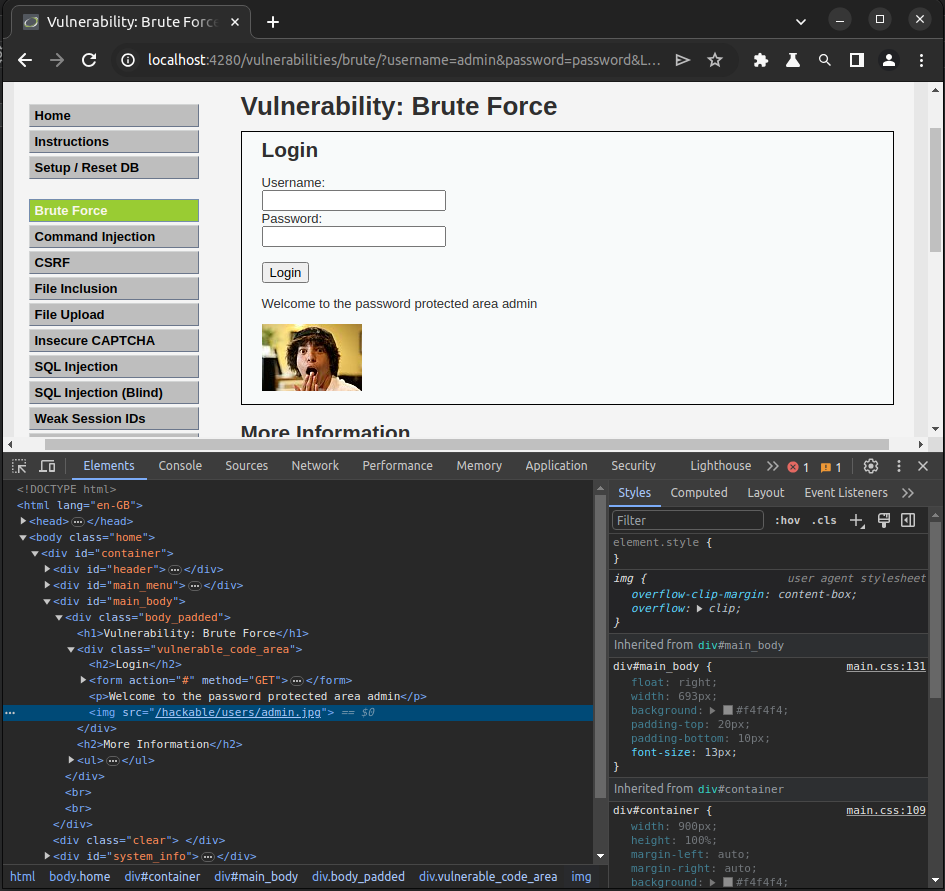 Vulnerability: Brute Force
localhost:4280/vulnerabilities/brute/?username=admin&password=password&L...
Home
Instructions
Setup / Reset DB
Brute Force
Command Injection
CSRF
File Inclusion
File Upload
Insecure CAPTCHA
SQL Injection
SQL Injection (Blind)
Weak Session IDs
Vulnerability: Brute Force
Login
Username:
Password:
Login
Welcome to the password protected area admin
More Information
Elements Console Sources Network Performance Memory Application Security Lighthouse 1 1
<!DOCTYPE html>
<html lang="en-GB">
<head>…</head>
<body class="home">
<div id="container">
<div id="header">…</div>
<div id="main_menu">…</div>
<div id="main_body">
<div class="body_padded">
<h1>Vulnerability: Brute Force</h1>
<div class="vulnerable_code_area">
<h2>Login</h2>
<form action="#" method="GET">…</form>
<p>Welcome to the password protected area admin</p>
<img src="/hackable/users/admin.jpg"> == $0
</div>
<h2>More Information</h2>
<ul>…</ul>
</div>
<br>
<br>
</div>
<div class="clear"> </div>
<div id="system_info">…</div>
html body.home div#container div#main_body div.body_padded div.vulnerable_code_area img
Styles Computed Layout Event Listeners
Filter :hov .cls
element.style {
}
img { user agent stylesheet
overflow-clip-margin: content-box;
overflow: clip;
}
Inherited from div#main_body
div#main_body { main.css:131
float: right;
width: 693px;
background: #f4f4f4;
padding-top: 20px;
padding-bottom: 10px;
font-size: 13px;
}
Inherited from div#container
div#container { main.css:109
width: 900px;
height: 100%;
margin-left: auto;
margin-right: auto;
background: #f4f4f4;